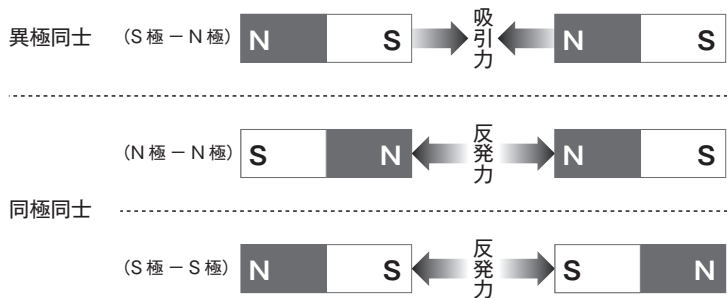 異極同士 (S極－N極) N S 吸引力 N S
(N極－N極) S N 反発力 N S
同極同士
(S極－S極) N S 反発力 S N